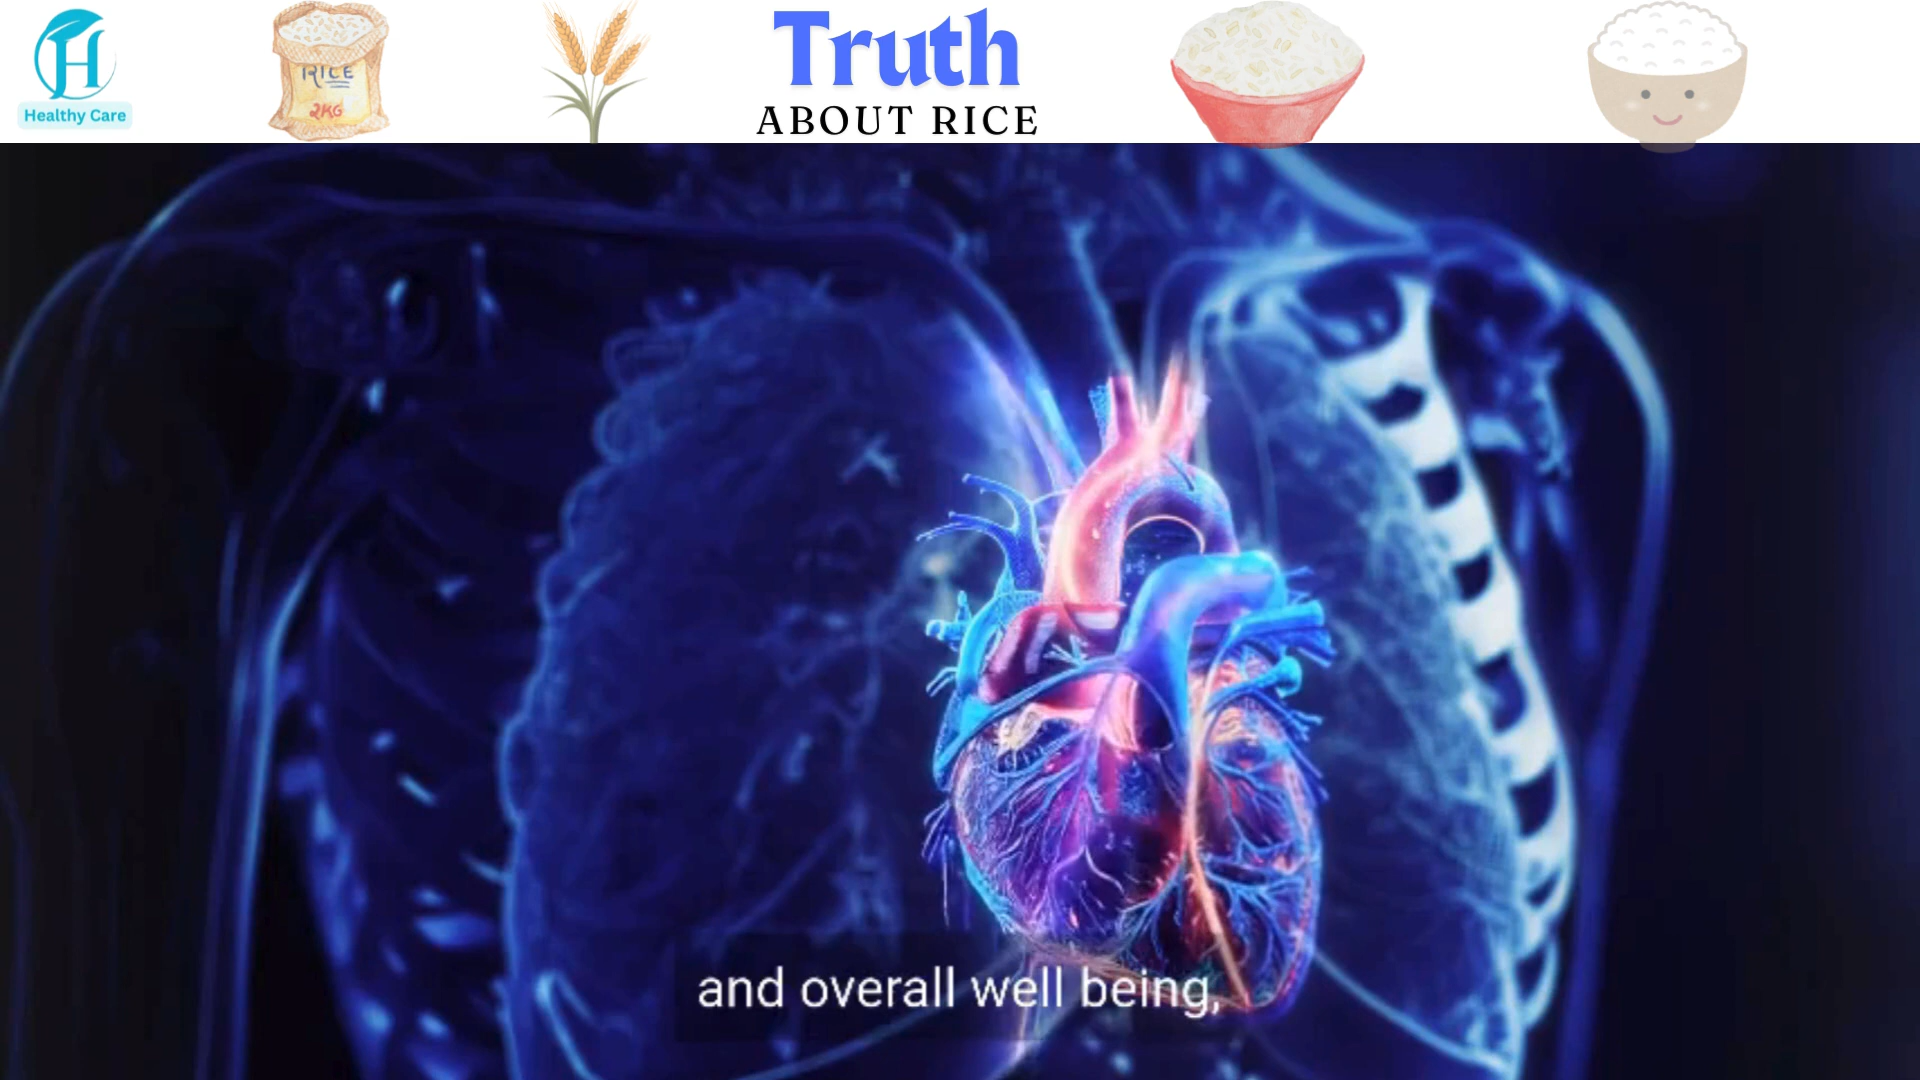 Healthy Care
RICE
2KG
Truth
ABOUT RICE
and overall well being,